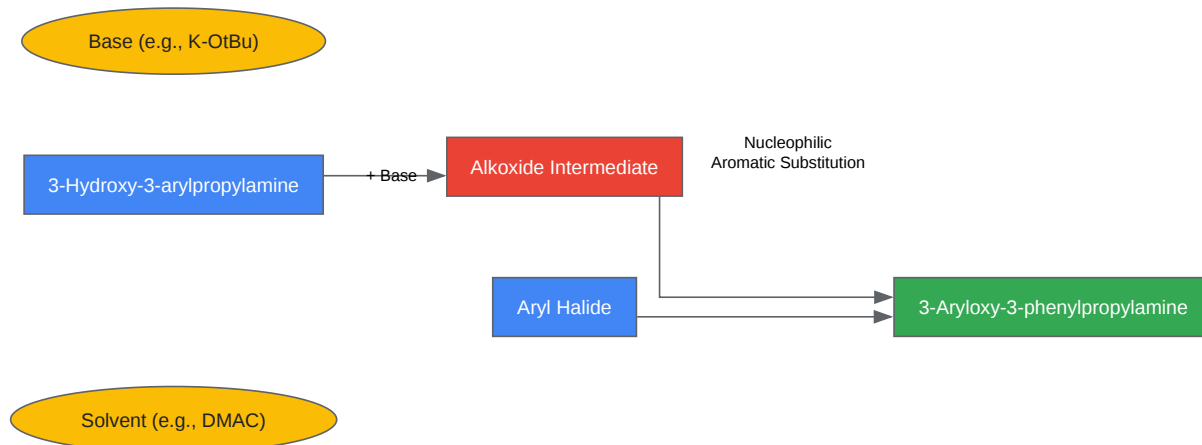 Base (e.g., K-OtBu)
3-Hydroxy-3-arylpropylamine
+ Base
Alkoxide Intermediate
Nucleophilic
Aromatic Substitution
Aryl Halide
3-Aryloxy-3-phenylpropylamine
Solvent (e.g., DMAC)